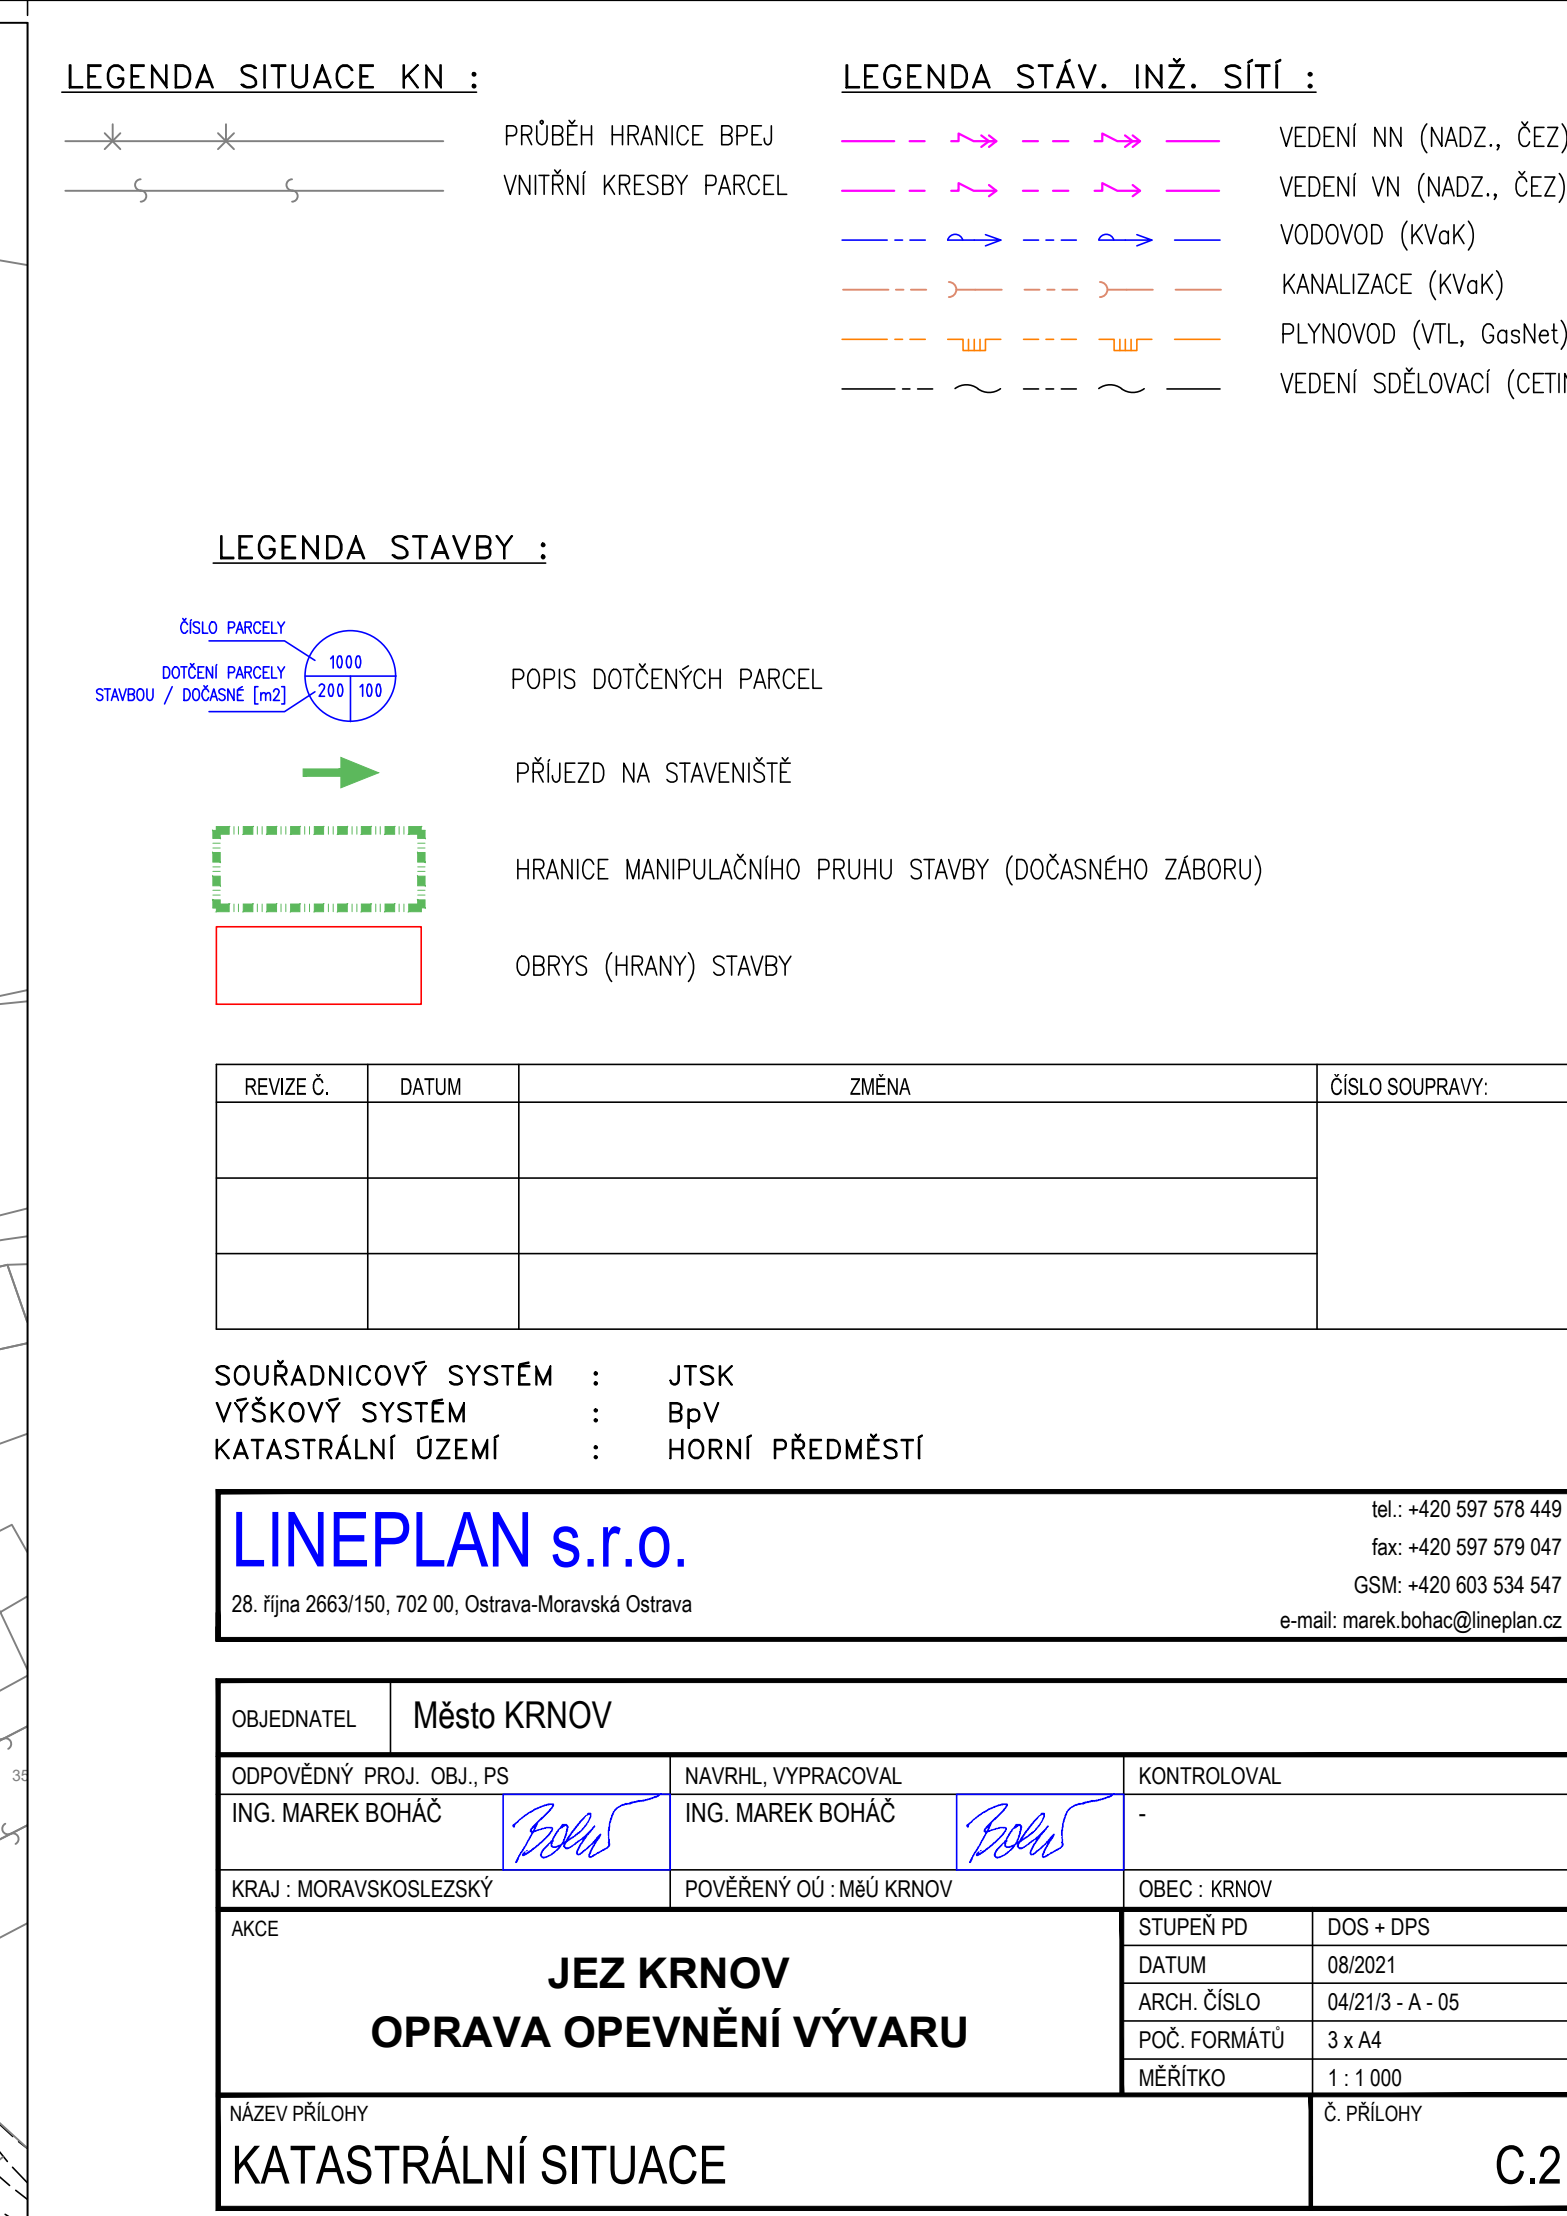 LEGENDA SITUACE KN :
PRŮBĚH HRANICE BPEJ
VNITŘNÍ KRESBY PARCEL
LEGENDA STÁV. INŽ. SÍTÍ :
VEDENÍ NN (NADZ., ČEZ)
VEDENÍ VN (NADZ., ČEZ)
VODOVOD (KVaK)
KANALIZACE (KVaK)
PLYNOVOD (VTL, GasNet)
VEDENÍ SDĚLOVACÍ (CETIN
LEGENDA STAVBY :
ČÍSLO PARCELY
DOTČENÍ PARCELY
STAVBOU / DOČASNÉ [m2]
1000
200 100
POPIS DOTČENÝCH PARCEL
PŘÍJEZD NA STAVENIŠTĚ
HRANICE MANIPULAČNÍHO PRUHU STAVBY (DOČASNÉHO ZÁBORU)
OBRYS (HRANY) STAVBY
REVIZE Č. DATUM ZMĚNA ČÍSLO SOUPRAVY:
SOUŘADNICOVÝ SYSTÉM : JTSK
VÝŠKOVÝ SYSTÉM : BpV
KATASTRÁLNÍ ÚZEMÍ : HORNÍ PŘEDMĚSTÍ
LINEPLAN s.r.o.
28. října 2663/150, 702 00, Ostrava-Moravská Ostrava
tel.: +420 597 578 449
fax: +420 597 579 047
GSM: +420 603 534 547
e-mail: marek.bohac@lineplan.cz
OBJEDNATEL Město KRNOV
ODPOVĚDNÝ PROJ. OBJ., PS NAVRHL, VYPRACOVAL KONTROLOVAL
ING. MAREK BOHÁČ ING. MAREK BOHÁČ -
KRAJ : MORAVSKOSLEZSKÝ POVĚŘENÝ OÚ : MěÚ KRNOV OBEC : KRNOV
AKCE
JEZ KRNOV
OPRAVA OPEVNĚNÍ VÝVARU
STUPEŇ PD DOS + DPS
DATUM 08/2021
ARCH. ČÍSLO 04/21/3 - A - 05
POČ. FORMÁTŮ 3 x A4
MĚŘÍTKO 1 : 1 000
NÁZEV PŘÍLOHY
KATASTRÁLNÍ SITUACE
Č. PŘÍLOHY
C.2
35